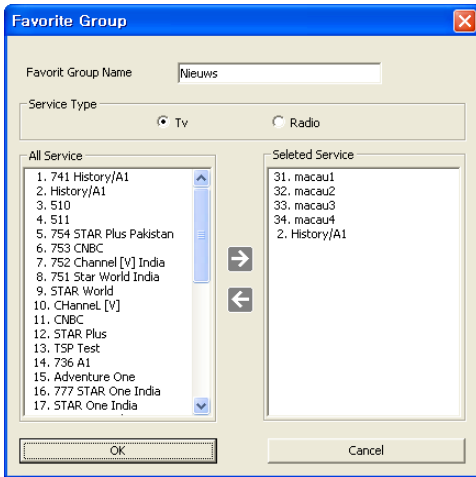 Favorite Group
Favorit Group Name
Nieuws
Service Type
Tv
Radio
All Service
1. 741 History/A1
2. History/A1
3. 510
4. 511
5. 754 STAR Plus Pakistan
6. 753 CNBC
7. 752 Channel [V] India
8. 751 Star World India
9. STAR World
10. CHanneL [V]
11. CNBC
12. STAR Plus
13. TSP Test
14. 736 A1
15. Adventure One
16. 777 STAR One India
17. STAR One India
Seleted Service
31. macau1
32. macau2
33. macau3
34. macau4
2. History/A1
OK
Cancel